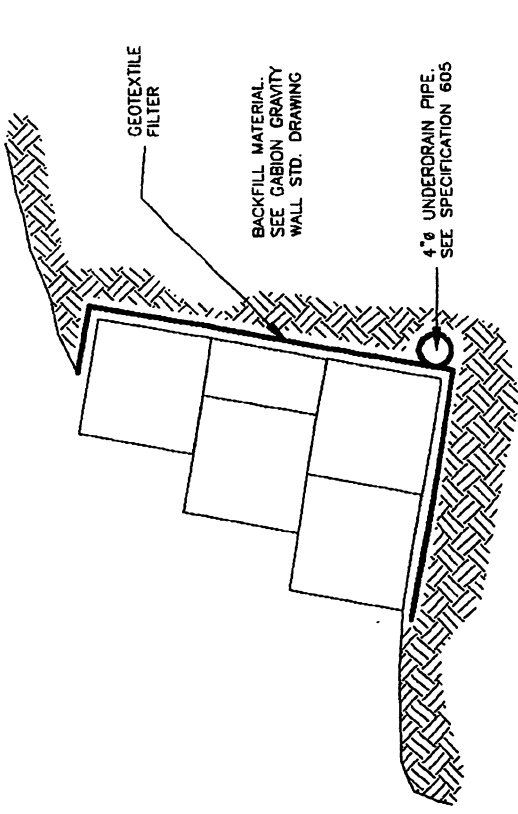 GEOTEXTILE
FILTER
BACKFILL MATERIAL.
SEE GABION GRAVITY
WALL STD. DRAWING
4"ø UNDERDRAIN PIPE.
SEE SPECIFICATION 605